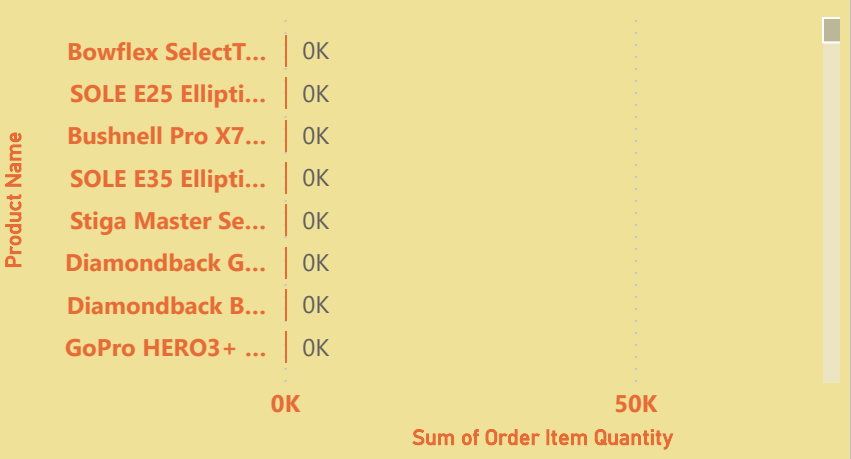 Product Name
Bowflex SelectT... 0K
SOLE E25 Ellipti... 0K
Bushnell Pro X7... 0K
SOLE E35 Ellipti... 0K
Stiga Master Se... 0K
Diamondback G... 0K
Diamondback B... 0K
GoPro HERO3+ ... 0K
0K 50K
Sum of Order Item Quantity